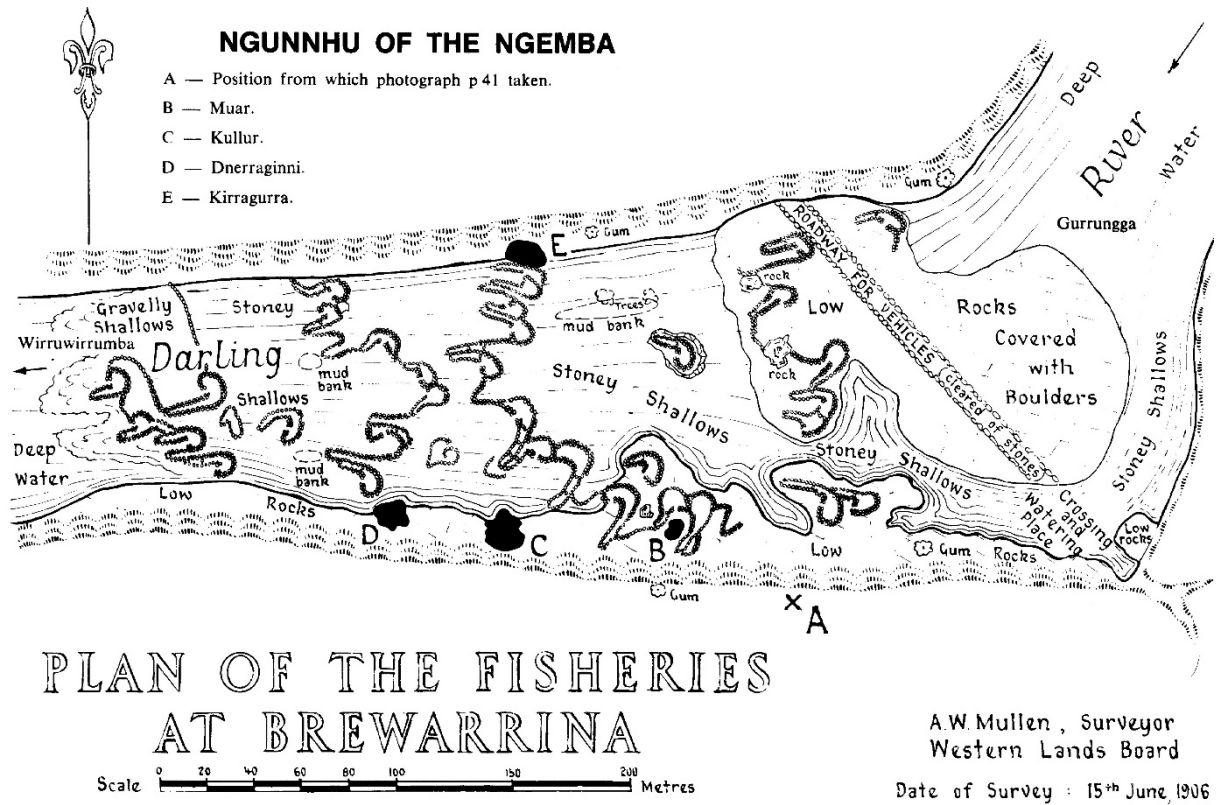 NGUNNHU OF THE NGEMBA
A — Position from which photograph p 41 taken.
B — Muar.
C — Kullur.
D — Dnerraginni.
E — Kirragurra.
Deep
Water
River
Gurrungga
Gum
Gum
E
ROADWAY FOR VEHICLES (cleared of stones)
rock
Low
Rocks
Covered
with
Boulders
Trees
mud bank
Gravelly
Shallows
Stoney
Wirruwirrumba
Darling
mud
bank
Shallows
Stoney
Shallows
rock
Stoney Shallows
Stoney
Shallows
Deep
Water
mud
bank
Low
Rocks
D
C
B
Low
Gum
Rocks
Crossing
and
Watering
Place
Low
rocks
Gum
A
PLAN OF THE FISHERIES
AT BREWARRINA
Scale 0 20 40 60 80 100 150 200 Metres
A.W. Mullen, Surveyor
Western Lands Board
Date of Survey : 15th June, 1906